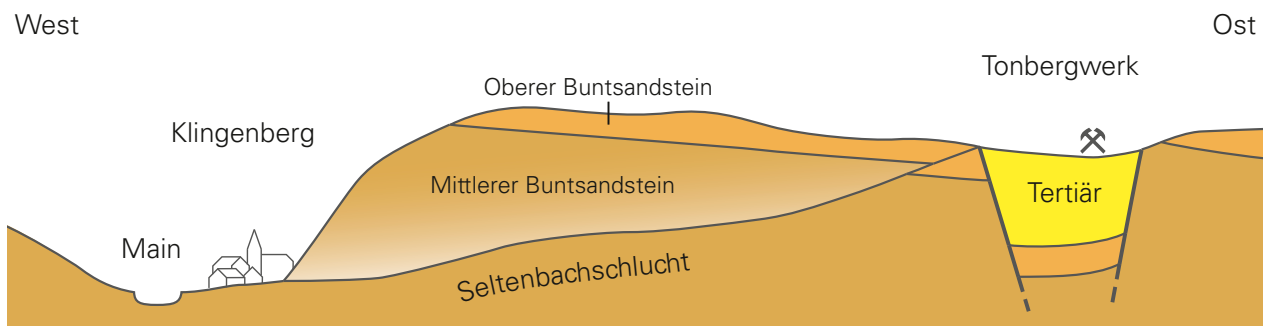 West
Ost
Tonbergwerk
Oberer Buntsandstein
Klingenberg
Mittlerer Buntsandstein
Tertiär
Main
Seltenbachschlucht